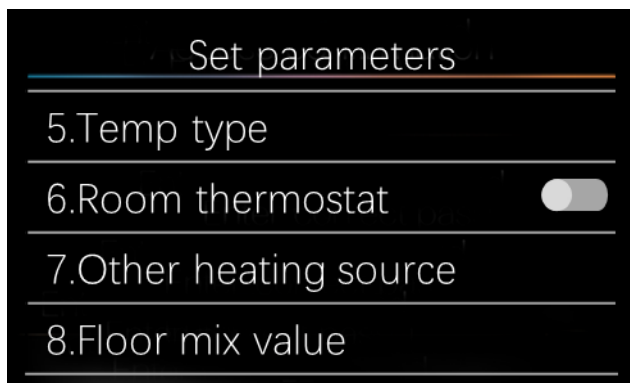 Set parameters
5.Temp type
6.Room thermostat
7.Other heating source
8.Floor mix value